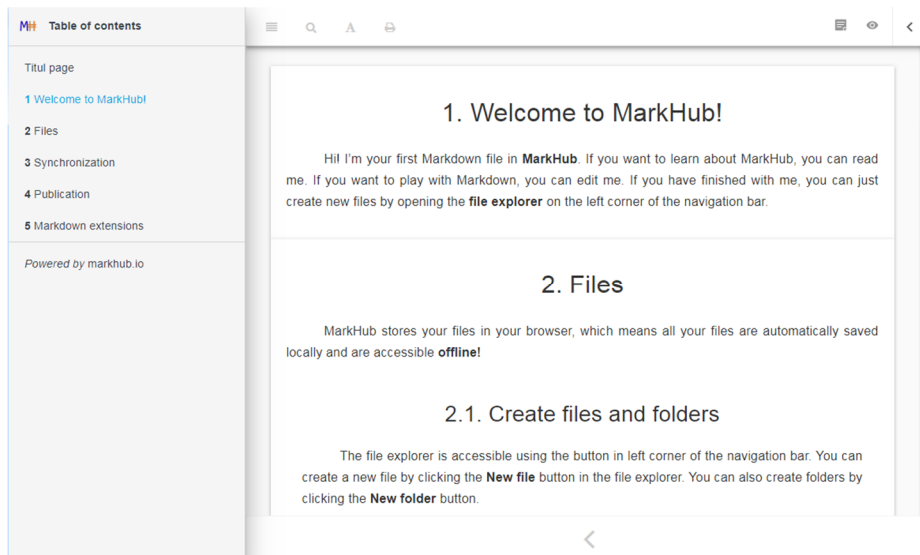 MH Table of contents
Titul page
1 Welcome to MarkHub!
2 Files
3 Synchronization
4 Publication
5 Markdown extensions
Powered by markhub.io
A
1. Welcome to MarkHub!
Hi! I'm your first Markdown file in MarkHub. If you want to learn about MarkHub, you can read
me. If you want to play with Markdown, you can edit me. If you have finished with me, you can just
create new files by opening the file explorer on the left corner of the navigation bar.
2. Files
MarkHub stores your files in your browser, which means all your files are automatically saved
locally and are accessible offline!
2.1. Create files and folders
The file explorer is accessible using the button in left corner of the navigation bar. You can
create a new file by clicking the New file button in the file explorer. You can also create folders by
clicking the New folder button.